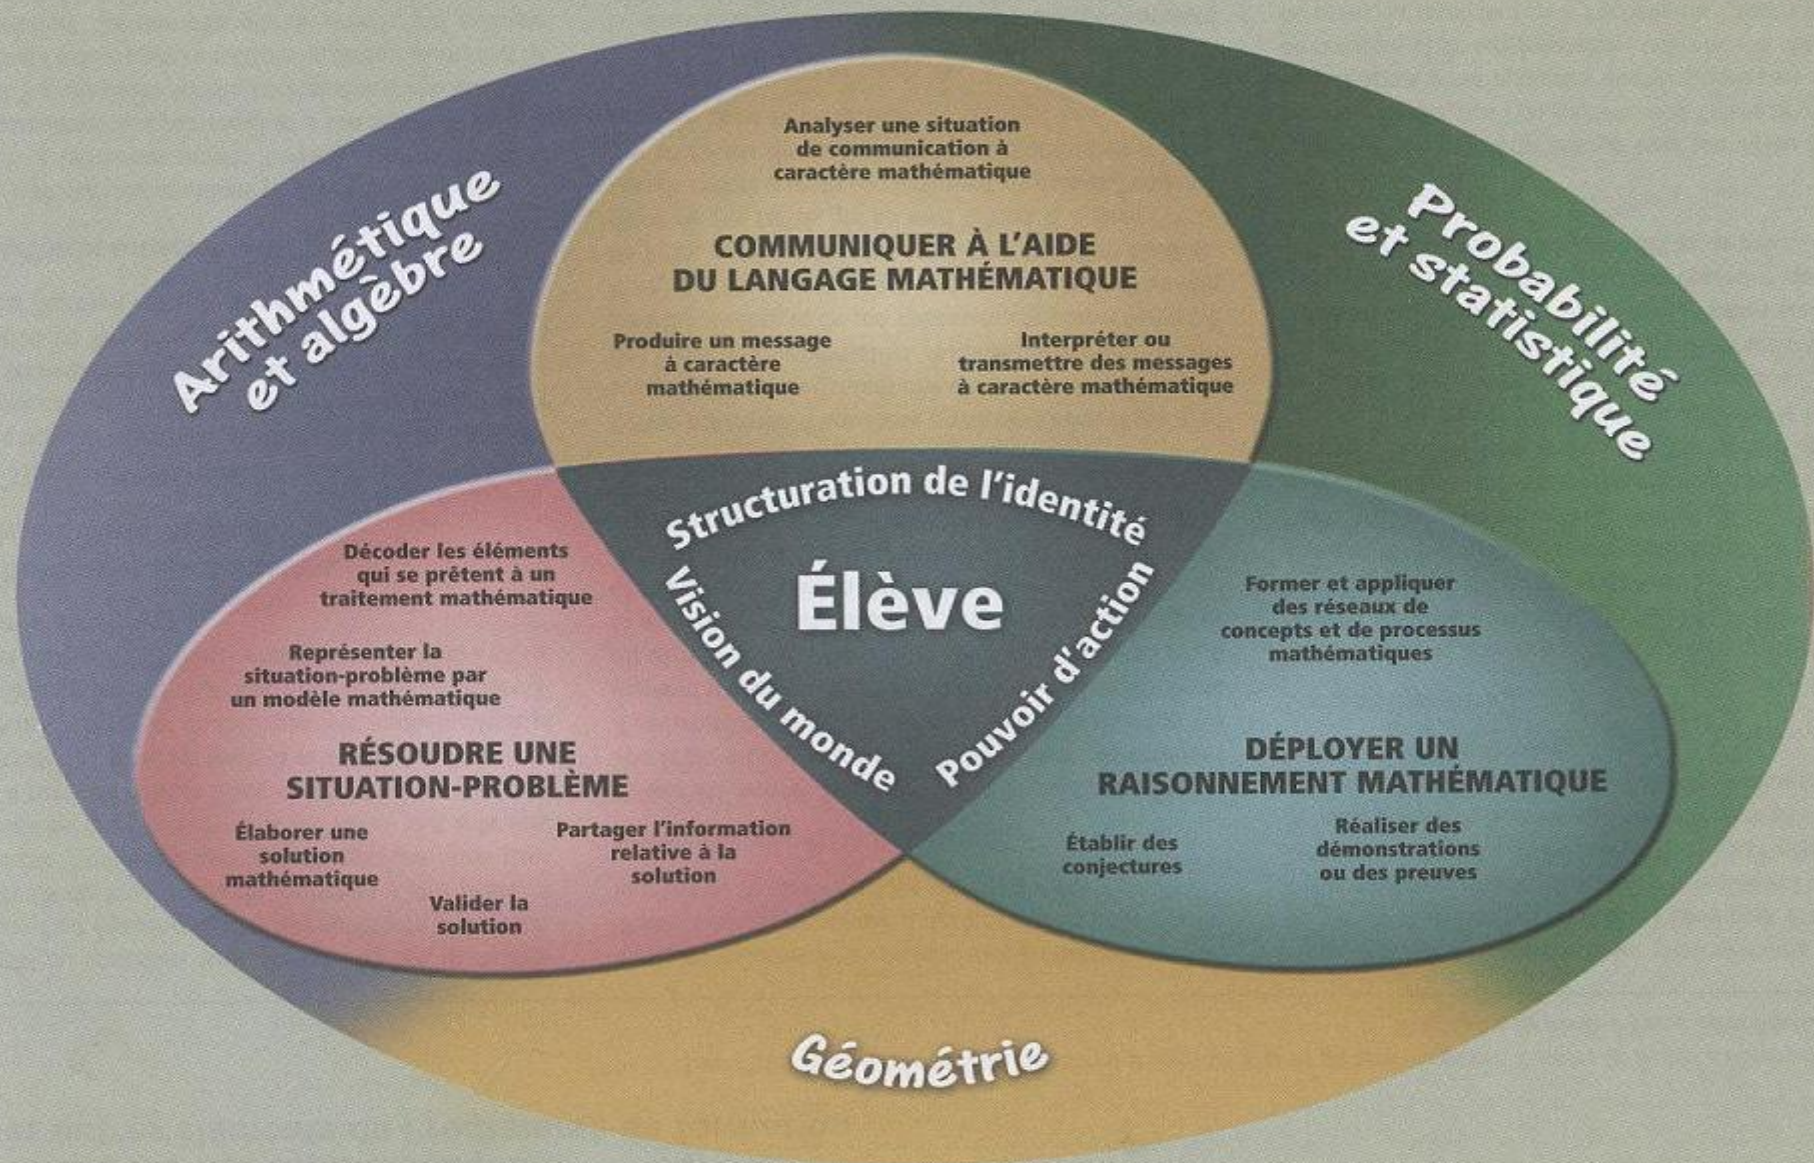 Analyser une situation
de communication à
caractère mathématique
COMMUNIQUER À L'AIDE
DU LANGAGE MATHÉMATIQUE
Produire un message
à caractère
mathématique
Interpréter ou
transmettre des messages
à caractère mathématique
Arithmétique
et algèbre
Probabilité
et statistique
Structuration de l'identité
Élève
Vision du monde
Pouvoir d'action
Décoder les éléments
qui se prêtent à un
traitement mathématique
Représenter la
situation-problème par
un modèle mathématique
RÉSOUDRE UNE
SITUATION-PROBLÈME
Élaborer une
solution
mathématique
Partager l'information
relative à la
solution
Valider la
solution
Former et appliquer
des réseaux de
concepts et de processus
mathématiques
DÉPLOYER UN
RAISONNEMENT MATHÉMATIQUE
Établir des
conjectures
Réaliser des
démonstrations
ou des preuves
Géométrie